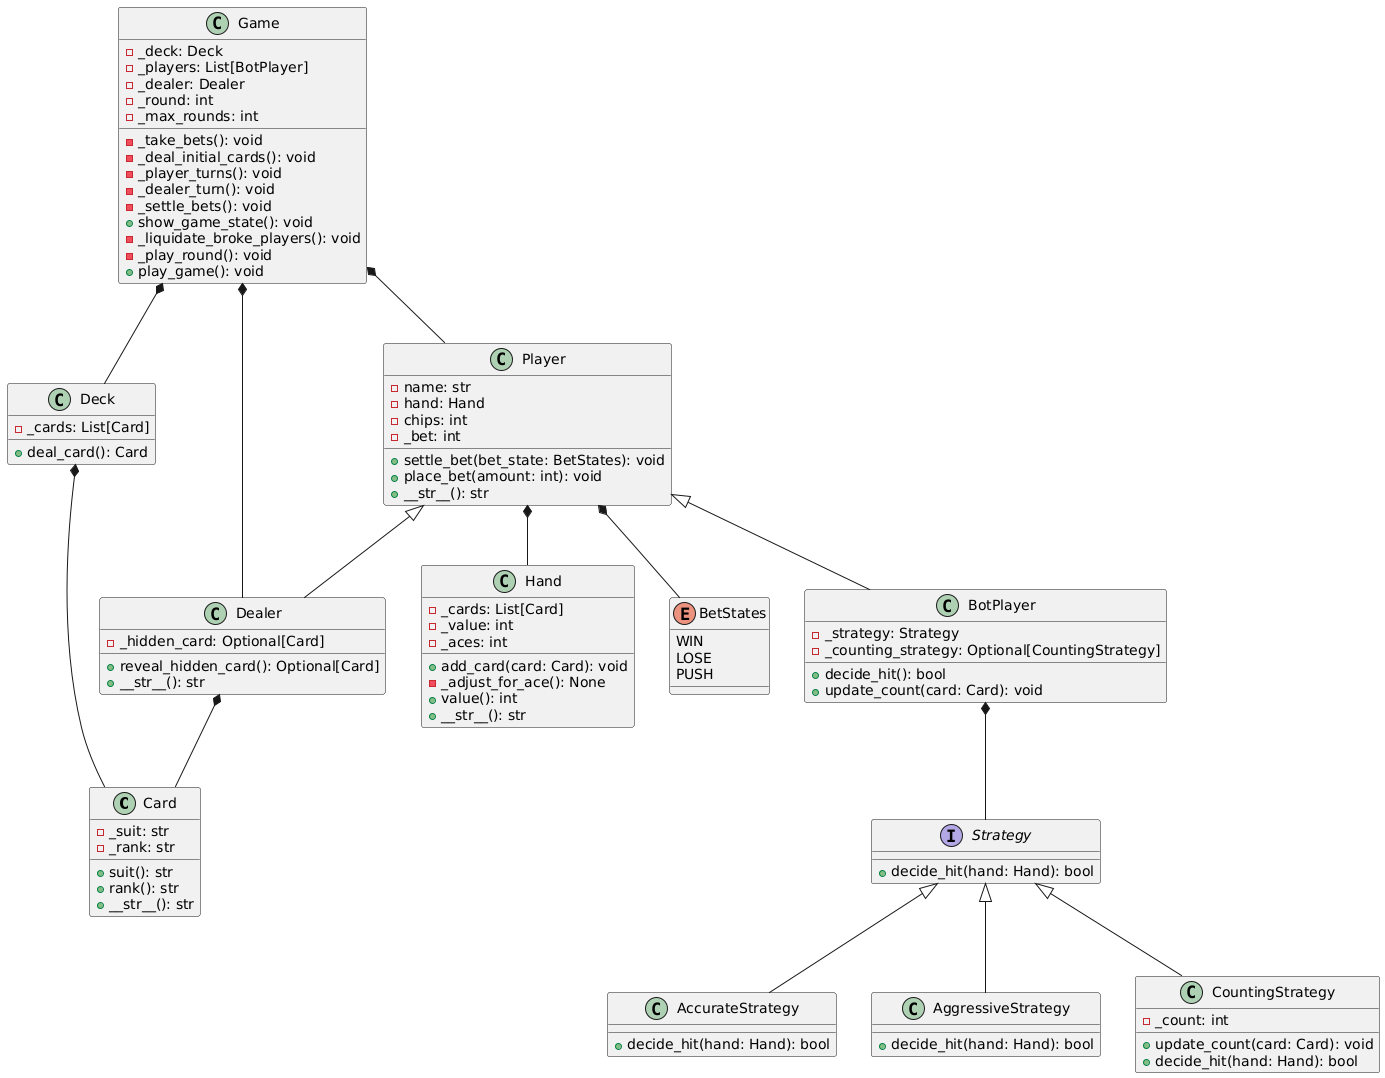 C Game
_deck: Deck
_players: List[BotPlayer]
_dealer: Dealer
_round: int
_max_rounds: int
_take_bets(): void
_deal_initial_cards(): void
_player_turns(): void
_dealer_turn(): void
_settle_bets(): void
show_game_state(): void
_liquidate_broke_players(): void
_play_round(): void
play_game(): void
C Deck
_cards: List[Card]
deal_card(): Card
C Player
name: str
hand: Hand
chips: int
_bet: int
settle_bet(bet_state: BetStates): void
place_bet(amount: int): void
__str__(): str
C Dealer
_hidden_card: Optional[Card]
reveal_hidden_card(): Optional[Card]
__str__(): str
C Hand
_cards: List[Card]
_value: int
_aces: int
add_card(card: Card): void
_adjust_for_ace(): None
value(): int
__str__(): str
E BetStates
WIN
LOSE
PUSH
C BotPlayer
_strategy: Strategy
_counting_strategy: Optional[CountingStrategy]
decide_hit(): bool
update_count(card: Card): void
C Card
_suit: str
_rank: str
suit(): str
rank(): str
__str__(): str
I Strategy
decide_hit(hand: Hand): bool
C AccurateStrategy
decide_hit(hand: Hand): bool
C AggressiveStrategy
decide_hit(hand: Hand): bool
C CountingStrategy
_count: int
update_count(card: Card): void
decide_hit(hand: Hand): bool